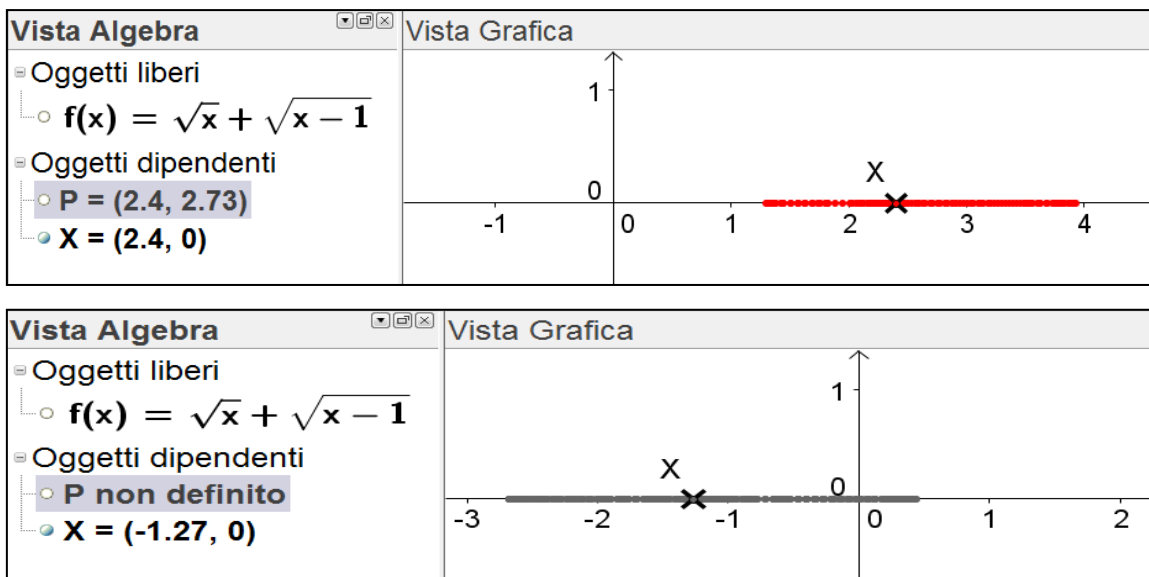 Vista Algebra
Vista Grafica
Oggetti liberi
f(x) = √x + √x − 1
Oggetti dipendenti
P = (2.4, 2.73)
X = (2.4, 0)
1
X
0
-1 0 1 2 3 4
Vista Algebra
Vista Grafica
Oggetti liberi
f(x) = √x + √x − 1
Oggetti dipendenti
P non definito
X = (-1.27, 0)
1
X
0
-3 -2 -1 0 1 2